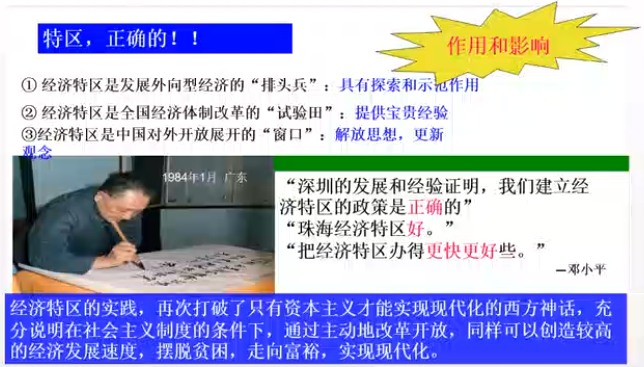 特区，正确的！！
作用和影响
① 经济特区是发展外向型经济的“排头兵”：具有探索和示范作用
② 经济特区是全国经济体制改革的“试验田”：提供宝贵经验
③经济特区是中国对外开放展开的“窗口”：解放思想，更新
观念
1984年1月 广东
“深圳的发展和经验证明，我们建立经
济特区的政策是正确的”
“珠海经济特区好。”
“把经济特区办得更快更好些。”
—邓小平
经济特区的实践，再次打破了只有资本主义才能实现现代化的西方神话，充
分说明在社会主义制度的条件下，通过主动地改革开放，同样可以创造较高
的经济发展速度，摆脱贫困，走向富裕，实现现代化。